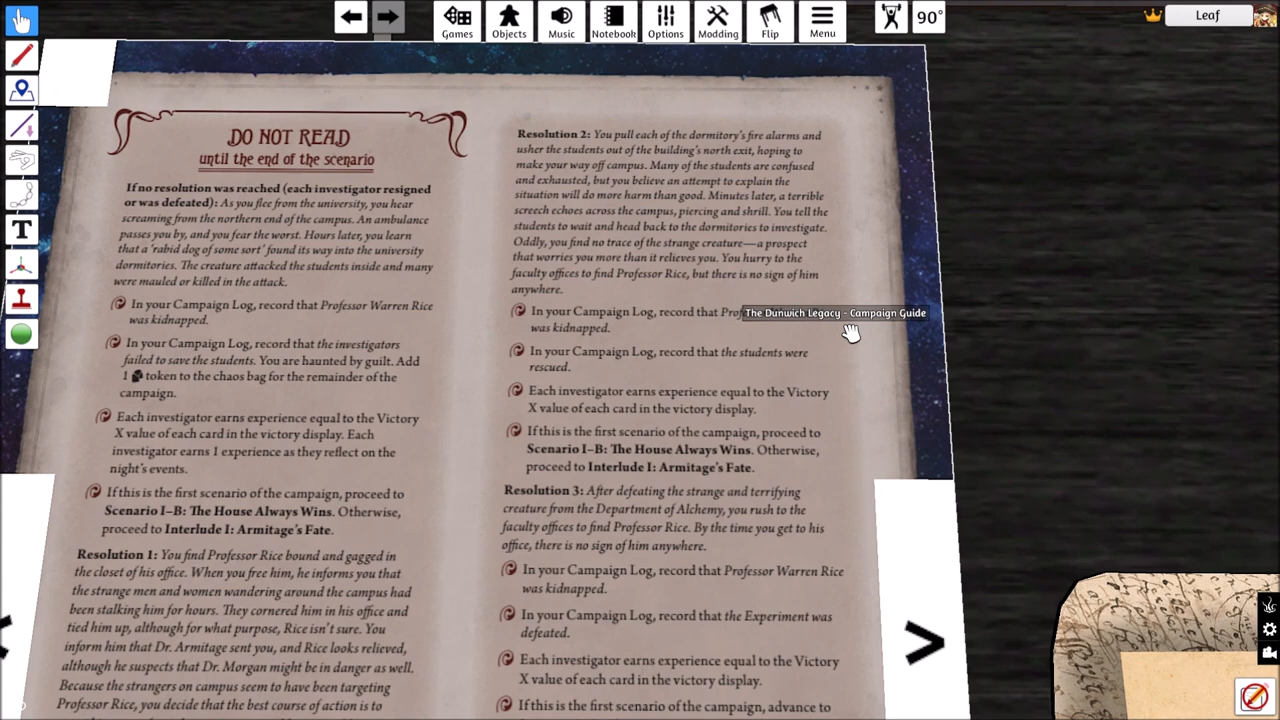 Games
Objects
Music
Notebook
Options
Modding
Flip
Menu
90°
Leaf
T
DO NOT READ
until the end of the scenario
If no resolution was reached (each investigator resigned
or was defeated): As you flee from the university, you hear
screaming from the northern end of the campus. An ambulance
passes you by, and you fear the worst. Hours later, you learn
that a 'rabid dog of some sort' found its way into the university
dormitories. The creature attacked the students inside and many
were mauled or killed in the attack.
In your Campaign Log, record that Professor Warren Rice
was kidnapped.
In your Campaign Log, record that the investigators
failed to save the students. You are haunted by guilt. Add
1 token to the chaos bag for the remainder of the
campaign.
Each investigator earns experience equal to the Victory
X value of each card in the victory display. Each
investigator earns 1 experience as they reflect on the
night's events.
If this is the first scenario of the campaign, proceed to
Scenario I–B: The House Always Wins. Otherwise,
proceed to Interlude I: Armitage's Fate.
Resolution 1: You find Professor Rice bound and gagged in
the closet of his office. When you free him, he informs you that
the strange men and women wandering around the campus had
been stalking him for hours. They cornered him in his office and
tied him up, although for what purpose, Rice isn't sure. You
inform him that Dr. Armitage sent you, and Rice looks relieved,
although he suspects that Dr. Morgan might be in danger as well.
Because the strangers on campus seem to have been targeting
Professor Rice, you decide that the best course of action is to
Resolution 2: You pull each of the dormitory's fire alarms and
usher the students out of the building's north exit, hoping to
make your way off campus. Many of the students are confused
and exhausted, but you believe an attempt to explain the
situation will do more harm than good. Minutes later, a terrible
screech echoes across the campus, piercing and shrill. You tell the
students to wait and head back to the dormitories to investigate.
Oddly, you find no trace of the strange creature—a prospect
that worries you more than it relieves you. You hurry to the
faculty offices to find Professor Rice, but there is no sign of him
anywhere.
In your Campaign Log, record that Prof
The Dunwich Legacy - Campaign Guide
was kidnapped.
In your Campaign Log, record that the students were
rescued.
Each investigator earns experience equal to the Victory
X value of each card in the victory display.
If this is the first scenario of the campaign, proceed to
Scenario I–B: The House Always Wins. Otherwise,
proceed to Interlude I: Armitage's Fate.
Resolution 3: After defeating the strange and terrifying
creature from the Department of Alchemy, you rush to the
faculty offices to find Professor Rice. By the time you get to his
office, there is no sign of him anywhere.
In your Campaign Log, record that Professor Warren Rice
was kidnapped.
In your Campaign Log, record that the Experiment was
defeated.
Each investigator earns experience equal to the Victory
X value of each card in the victory display.
If this is the first scenario of the campaign, advance to